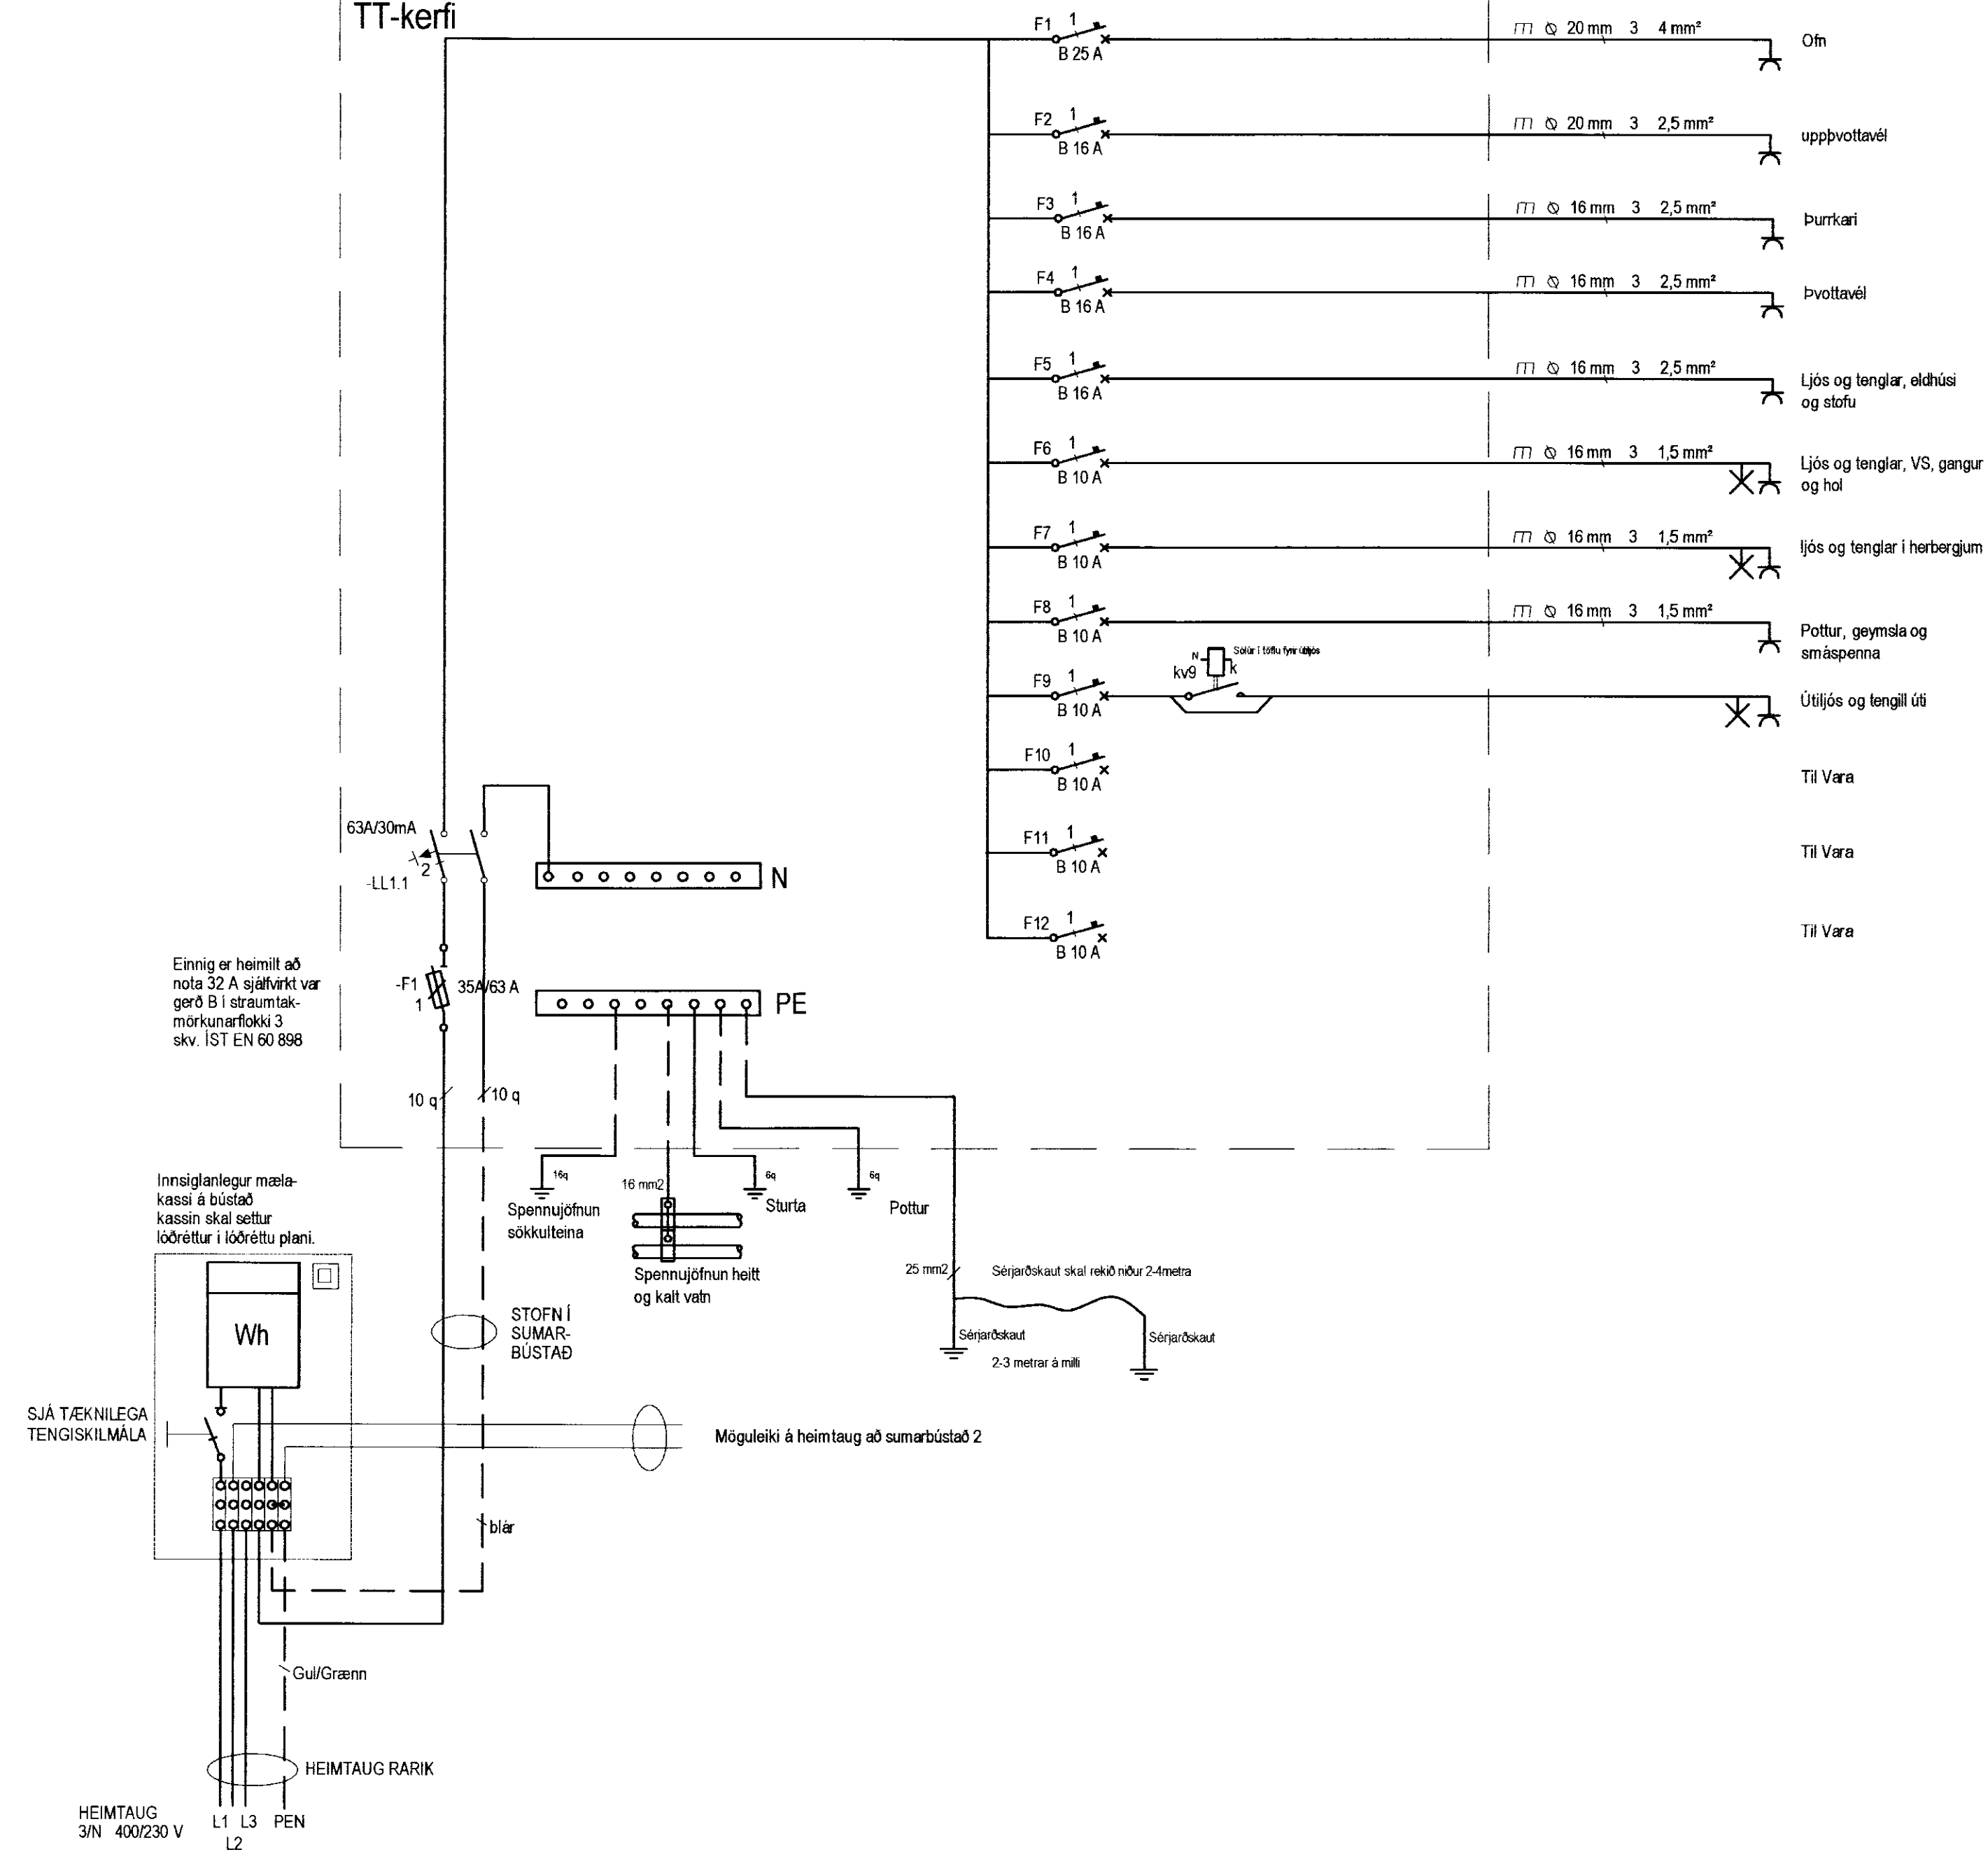 TT-kerfi
F1 1
B 25 A
20 mm 3 4 mm²
Ofn
F2 1
B 16 A
20 mm 3 2,5 mm²
uppþvottavél
F3 1
B 16 A
16 mm 3 2,5 mm²
Þurrkari
F4 1
B 16 A
16 mm 3 2,5 mm²
Þvottavél
F5 1
B 16 A
16 mm 3 2,5 mm²
Ljós og tenglar, eldhúsi
og stofu
F6 1
B 10 A
16 mm 3 1,5 mm²
Ljós og tenglar, VS, gangur
og hol
F7 1
B 10 A
16 mm 3 1,5 mm²
ljós og tenglar í herbergjum
F8 1
B 10 A
16 mm 3 1,5 mm²
Pottur, geymsla og
smáspenna
F9 1
B 10 A
N
kv9
k
Sólúr í töflu fyrir útiljós
Útiljós og tengill úti
F10 1
B 10 A
Til Vara
F11 1
B 10 A
Til Vara
F12 1
B 10 A
Til Vara
63A/30mA
2
-LL1.1
N
Einnig er heimilt að
nota 32 A sjálfvirkt var
gerð B í straumtak-
mörkunarflokki 3
skv. ÍST EN 60 898
-F1
1
35A/63 A
PE
10 q
10 q
16q
Spennujöfnun
sökkulteina
16 mm2
Spennujöfnun heitt
og kalt vatn
6q
Sturta
6q
Pottur
25 mm2
Sérjarðskaut skal rekið niður 2-4metra
Sérjarðskaut
2-3 metrar á milli
Sérjarðskaut
Innsiglanlegur mæla-
kassi á bústað
kassin skal settur
lóðréttur í lóðréttu plani.
Wh
STOFN Í
SUMAR-
BÚSTAÐ
SJÁ TÆKNILEGA
TENGISKILMÁLA
Möguleiki á heimtaug að sumarbústað 2
blár
Gul/Grænn
HEIMTAUG RARIK
HEIMTAUG
3/N 400/230 V
L1 L3 PEN
L2